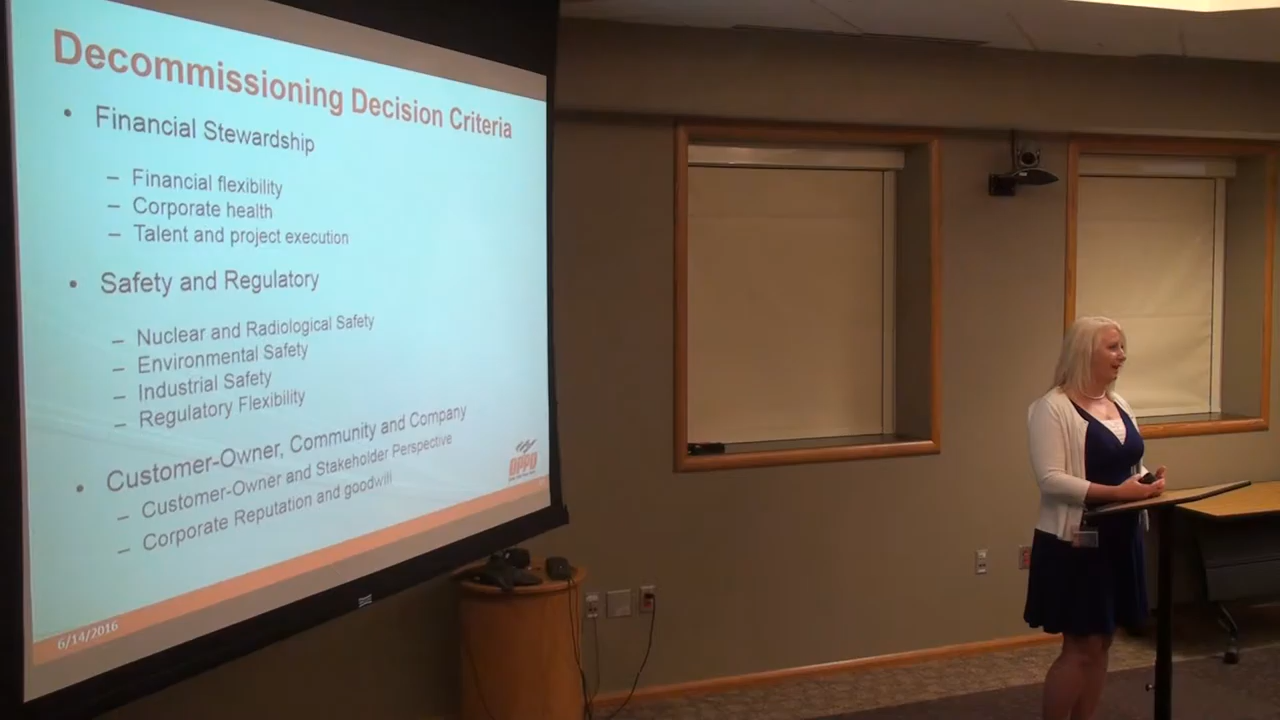 Decommissioning Decision Criteria
• Financial Stewardship
– Financial flexibility
– Corporate health
– Talent and project execution
• Safety and Regulatory
– Nuclear and Radiological Safety
– Environmental Safety
– Industrial Safety
– Regulatory Flexibility
• Customer-Owner, Community and Company
– Customer-Owner and Stakeholder Perspective
– Corporate Reputation and goodwill
OPPD
6/14/2016